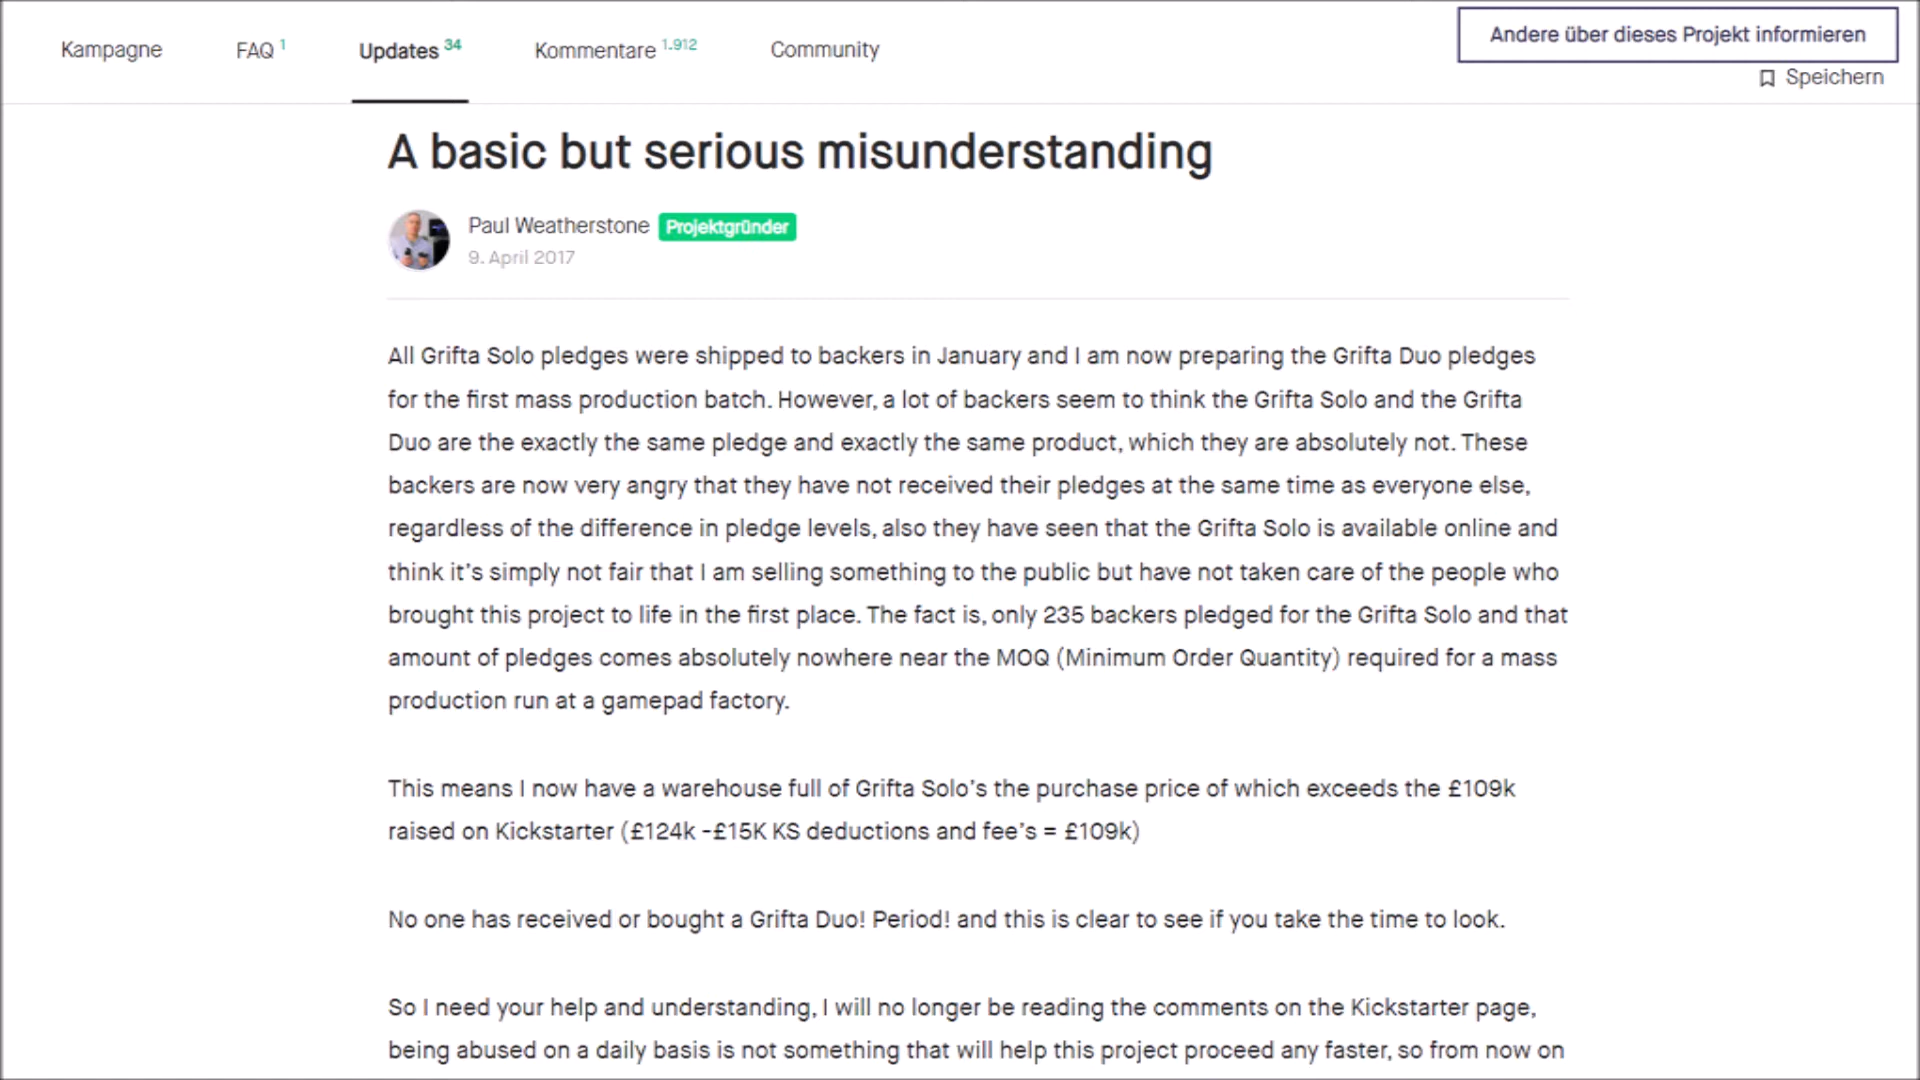 Kampagne
FAQ 1
Updates 34
Kommentare 1.912
Community
Andere über dieses Projekt informieren
Speichern
A basic but serious misunderstanding
Paul Weatherstone Projektgründer
9. April 2017
All Grifta Solo pledges were shipped to backers in January and I am now preparing the Grifta Duo pledges
for the first mass production batch. However, a lot of backers seem to think the Grifta Solo and the Grifta
Duo are the exactly the same pledge and exactly the same product, which they are absolutely not. These
backers are now very angry that they have not received their pledges at the same time as everyone else,
regardless of the difference in pledge levels, also they have seen that the Grifta Solo is available online and
think it's simply not fair that I am selling something to the public but have not taken care of the people who
brought this project to life in the first place. The fact is, only 235 backers pledged for the Grifta Solo and that
amount of pledges comes absolutely nowhere near the MOQ (Minimum Order Quantity) required for a mass
production run at a gamepad factory.
This means I now have a warehouse full of Grifta Solo's the purchase price of which exceeds the £109k
raised on Kickstarter (£124k -£15K KS deductions and fee's = £109k)
No one has received or bought a Grifta Duo! Period! and this is clear to see if you take the time to look.
So I need your help and understanding, I will no longer be reading the comments on the Kickstarter page,
being abused on a daily basis is not something that will help this project proceed any faster, so from now on